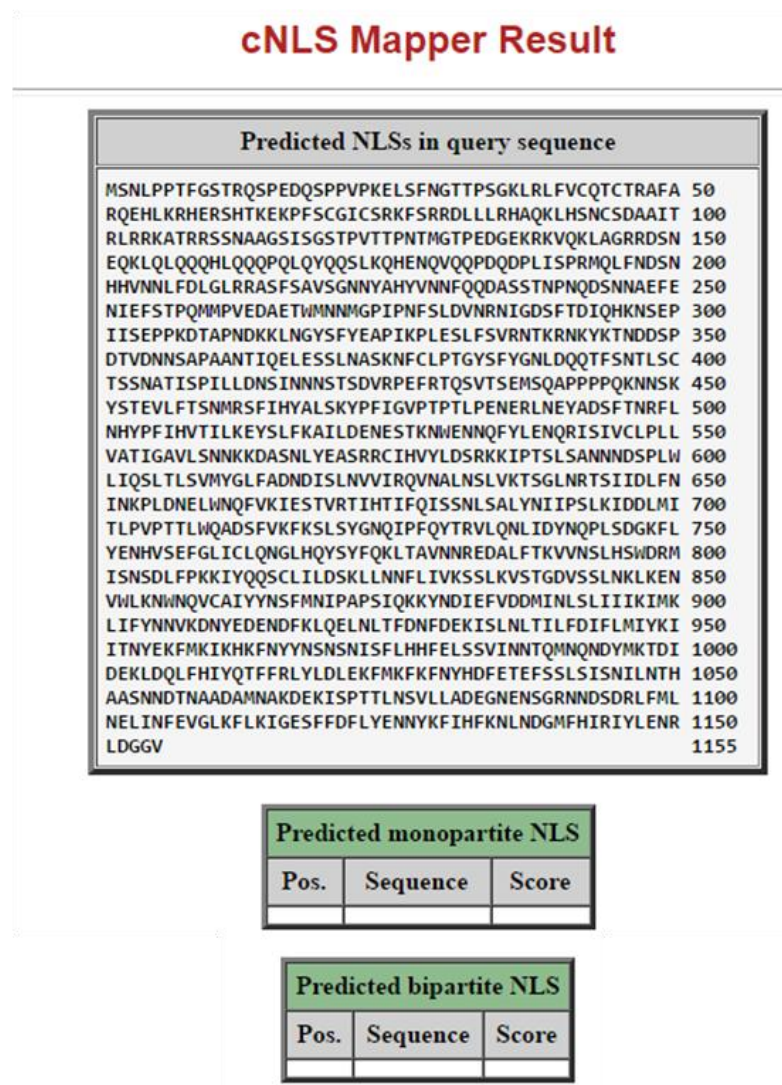 cNLS Mapper Result
Predicted NLSs in query sequence
MSNLPPTFGSTRQSPEDQSPPVPKELSFNGTTPSGKLRLFVCQTCTRAFA 50
RQEHLKRHERSHTKEKPFSCGICSRKFSRRDLLLRHAQKLHSNCSDAAIT 100
RLRRKATRRSSNAAGSISGSTPVTTPNTMGTPEDGEKRKVQKLAGRRDSN 150
EQKLQLQQQHLQQQPQLQYQQSLKQHENQVQQPDQDPLISPRMQLFNDSN 200
HHVNNLFDLGLRRASFSAVSGNNYAHYVNNFQQDASSTNPNQDSNNAEFE 250
NIEFSTPQMMPVEDAETWMNNMGPIPNFSLDVNRNIGDSFTDIQHKNSEP 300
IISEPPKDTAPNDKKLNGYSFYEAPIKPLESLFSVRNTKRNKYKTNDDSP 350
DTVDNNSAPAANTIQELESSLNASKNFCLPTGYSFYGNLDQQTFSNTLSC 400
TSSNATISPILLDNSINNNSTSDVRPEFRTQSVTSEMSQAPPPPQKNNSK 450
YSTEVLFTSNMRSFIHYALSKYPFIGVPTPTLPENERLNEYADSFTNRFL 500
NHYPFIHVTILKEYSLFKAILDENESTKNWENNQFYLENQRISIVCLPLL 550
VATIGAVLSNNKKDASNLYEASRRCIHVYLDSRKKIPTSLSANNNDSPLW 600
LIQSLTLSVMYGLFADNDISLNVVIRQVNALNSLVKTSGLNRTSIIDLFN 650
INKPLDNELWNQFVKIESTVRTIHTIFQISSNLSALYNIIPSLKIDDLMI 700
TLPVPTTLWQADSFVKFKSLSYGNQIPFQYTRVLQNLIDYNQPLSDGKFL 750
YENHVSEFGLICLQNGLHQYSYFQKLTAVNNREDALFTKVVNSLHSWDRM 800
ISNSDLFPKKIYQQSCLILDSKLLNNFLIVKSSLKVSTGDVSSLNKLKEN 850
VWLKNWNQVCAIYYNSFMNIPAPSIQKKYNDIEFVDDMINLSLIIIKIMK 900
LIFYNNVKDNYEDENDFKLQELNLTFDNFDEKISLNLTILFDIFLMIYKI 950
ITNYEKFMKIKHKFNYYNSNSNISFLHHFELSSVINNTQMNQNDYMKTDI 1000
DEKLDQLFHIYQTFFRLYLDLEKFMKFKFNYHDFETEFSSLSISNILNTH 1050
AASNNDTNAADAMNAKDEKISPTTLNSVLLADEGNENSGRNNDSDRLFML 1100
NELINFEVGLKFLKIGESFFDFLYENNYKFIHFKNLNDGMFHIRIYLENR 1150
LDGGV 1155
Predicted monopartite NLS
Pos. Sequence Score
Predicted bipartite NLS
Pos. Sequence Score